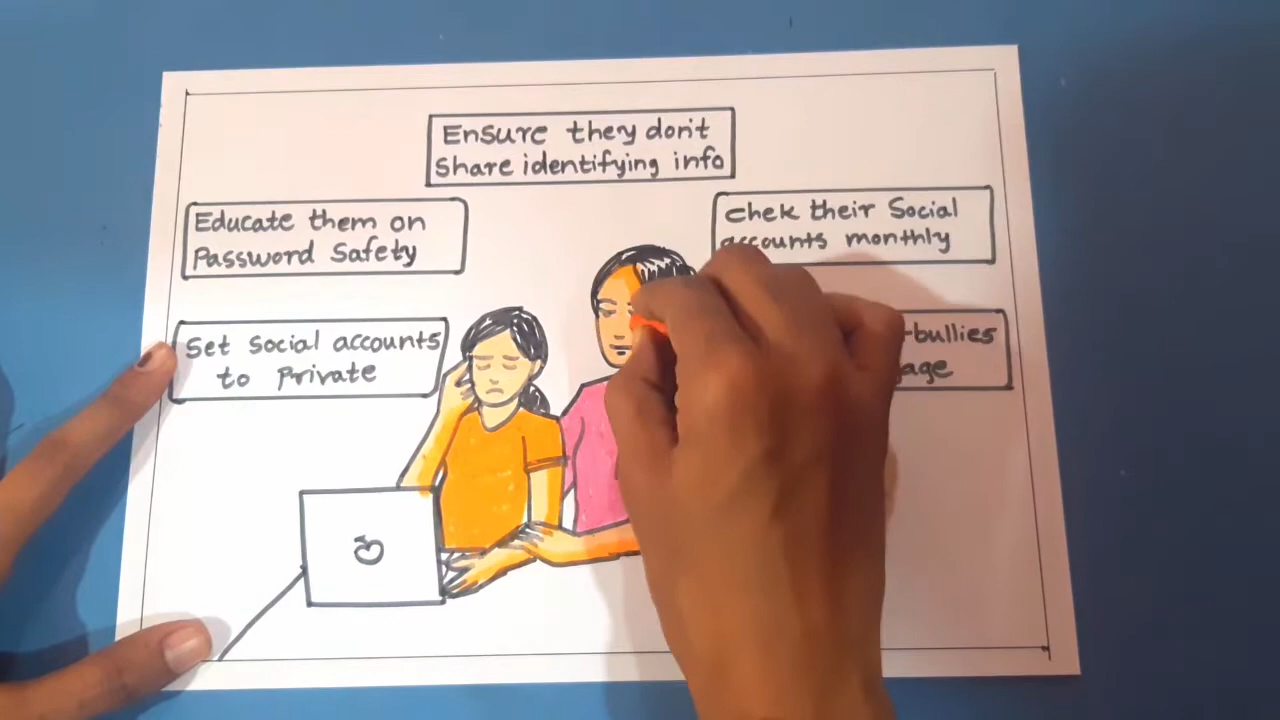 Ensure they don't
Share identifying info
Educate them on
Password Safety
chek their Social
accounts monthly
Set Social accounts
to Private
-bullies